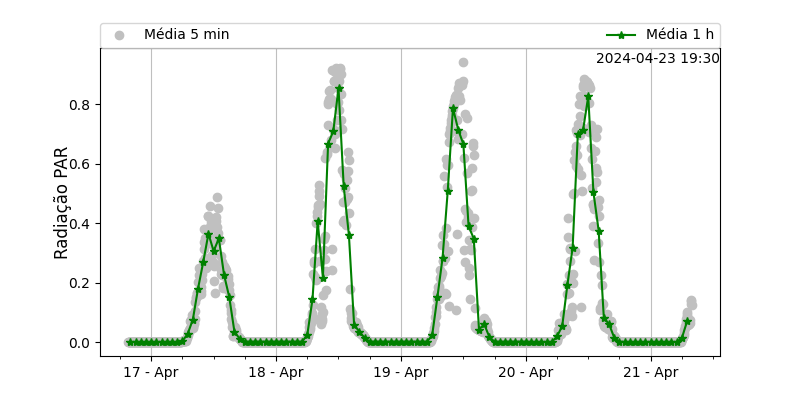 Média 5 min
Média 1 h
2024-04-23 19:30
Radiação PAR
0.8
0.6
0.4
0.2
0.0
17 - Apr
18 - Apr
19 - Apr
20 - Apr
21 - Apr